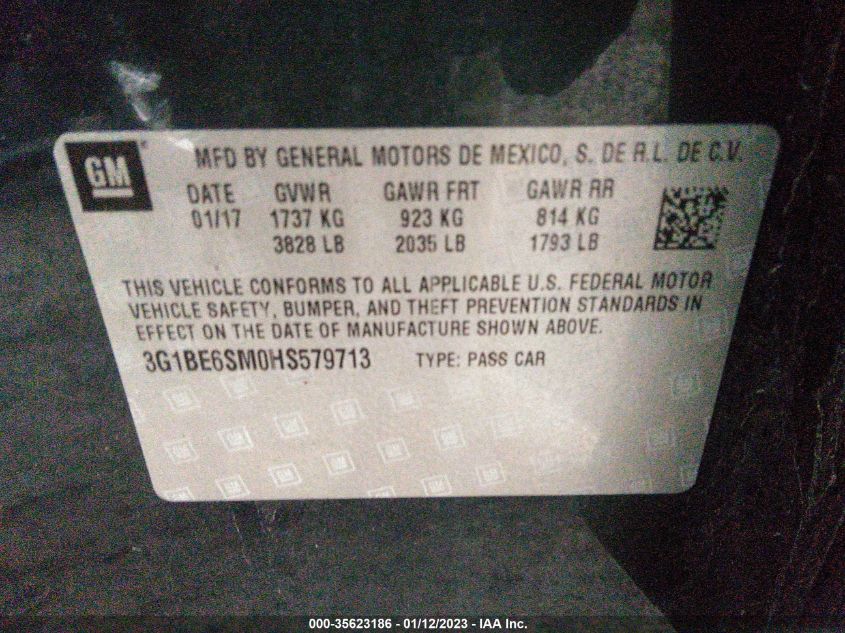 GM
MFD BY GENERAL MOTORS DE MEXICO, S. DE R.L. DE C.V.
DATE GVWR GAWR FRT GAWR RR
01/17 1737 KG 923 KG 814 KG
3828 LB 2035 LB 1793 LB
THIS VEHICLE CONFORMS TO ALL APPLICABLE U.S. FEDERAL MOTOR
VEHICLE SAFETY, BUMPER, AND THEFT PREVENTION STANDARDS IN
EFFECT ON THE DATE OF MANUFACTURE SHOWN ABOVE.
3G1BE6SM0HS579713 TYPE: PASS CAR
000-35623186 - 01/12/2023 - IAA Inc.